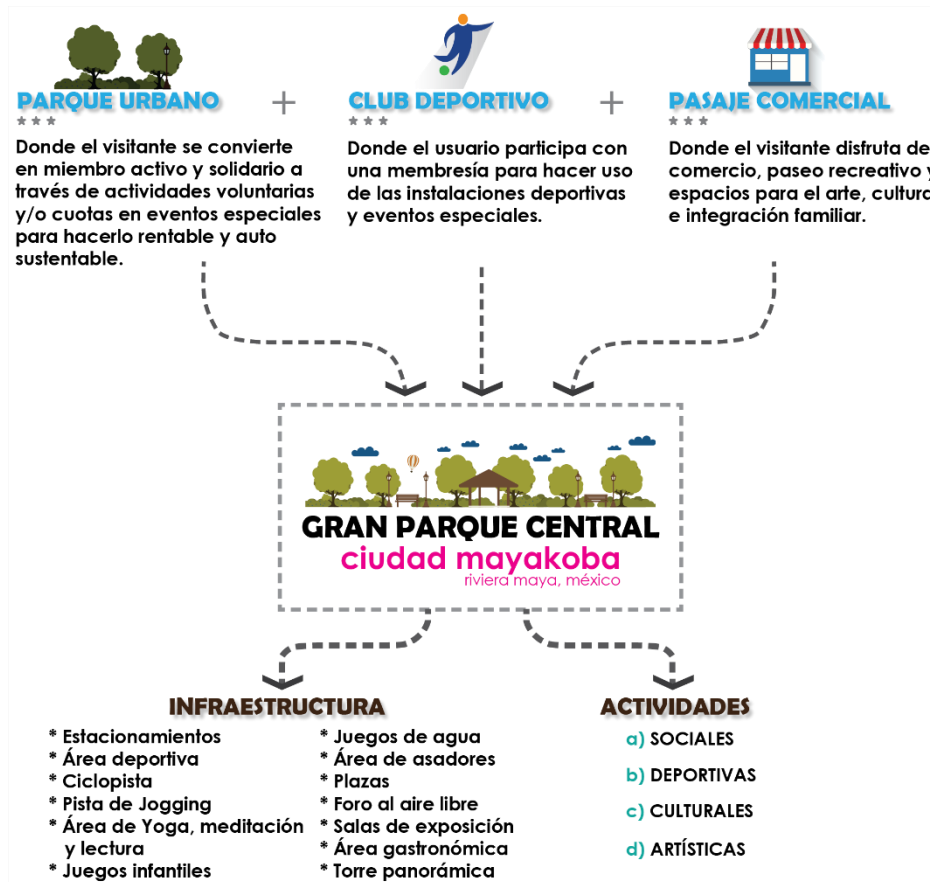 PARQUE URBANO
* * *
Donde el visitante se convierte
en miembro activo y solidario a
través de actividades voluntarias
y/o cuotas en eventos especiales
para hacerlo rentable y auto
sustentable.
+
CLUB DEPORTIVO
* * *
Donde el usuario participa con
una membresía para hacer uso
de las instalaciones deportivas
y eventos especiales.
+
PASAJE COMERCIAL
* * *
Donde el visitante disfruta de
comercio, paseo recreativo y
espacios para el arte, cultura
e integración familiar.
GRAN PARQUE CENTRAL
ciudad mayakoba
riviera maya, méxico
INFRAESTRUCTURA
* Estacionamientos
* Área deportiva
* Ciclopista
* Pista de Jogging
* Área de Yoga, meditación
y lectura
* Juegos infantiles
* Juegos de agua
* Área de asadores
* Plazas
* Foro al aire libre
* Salas de exposición
* Área gastronómica
* Torre panorámica
ACTIVIDADES
a) SOCIALES
b) DEPORTIVAS
c) CULTURALES
d) ARTÍSTICAS